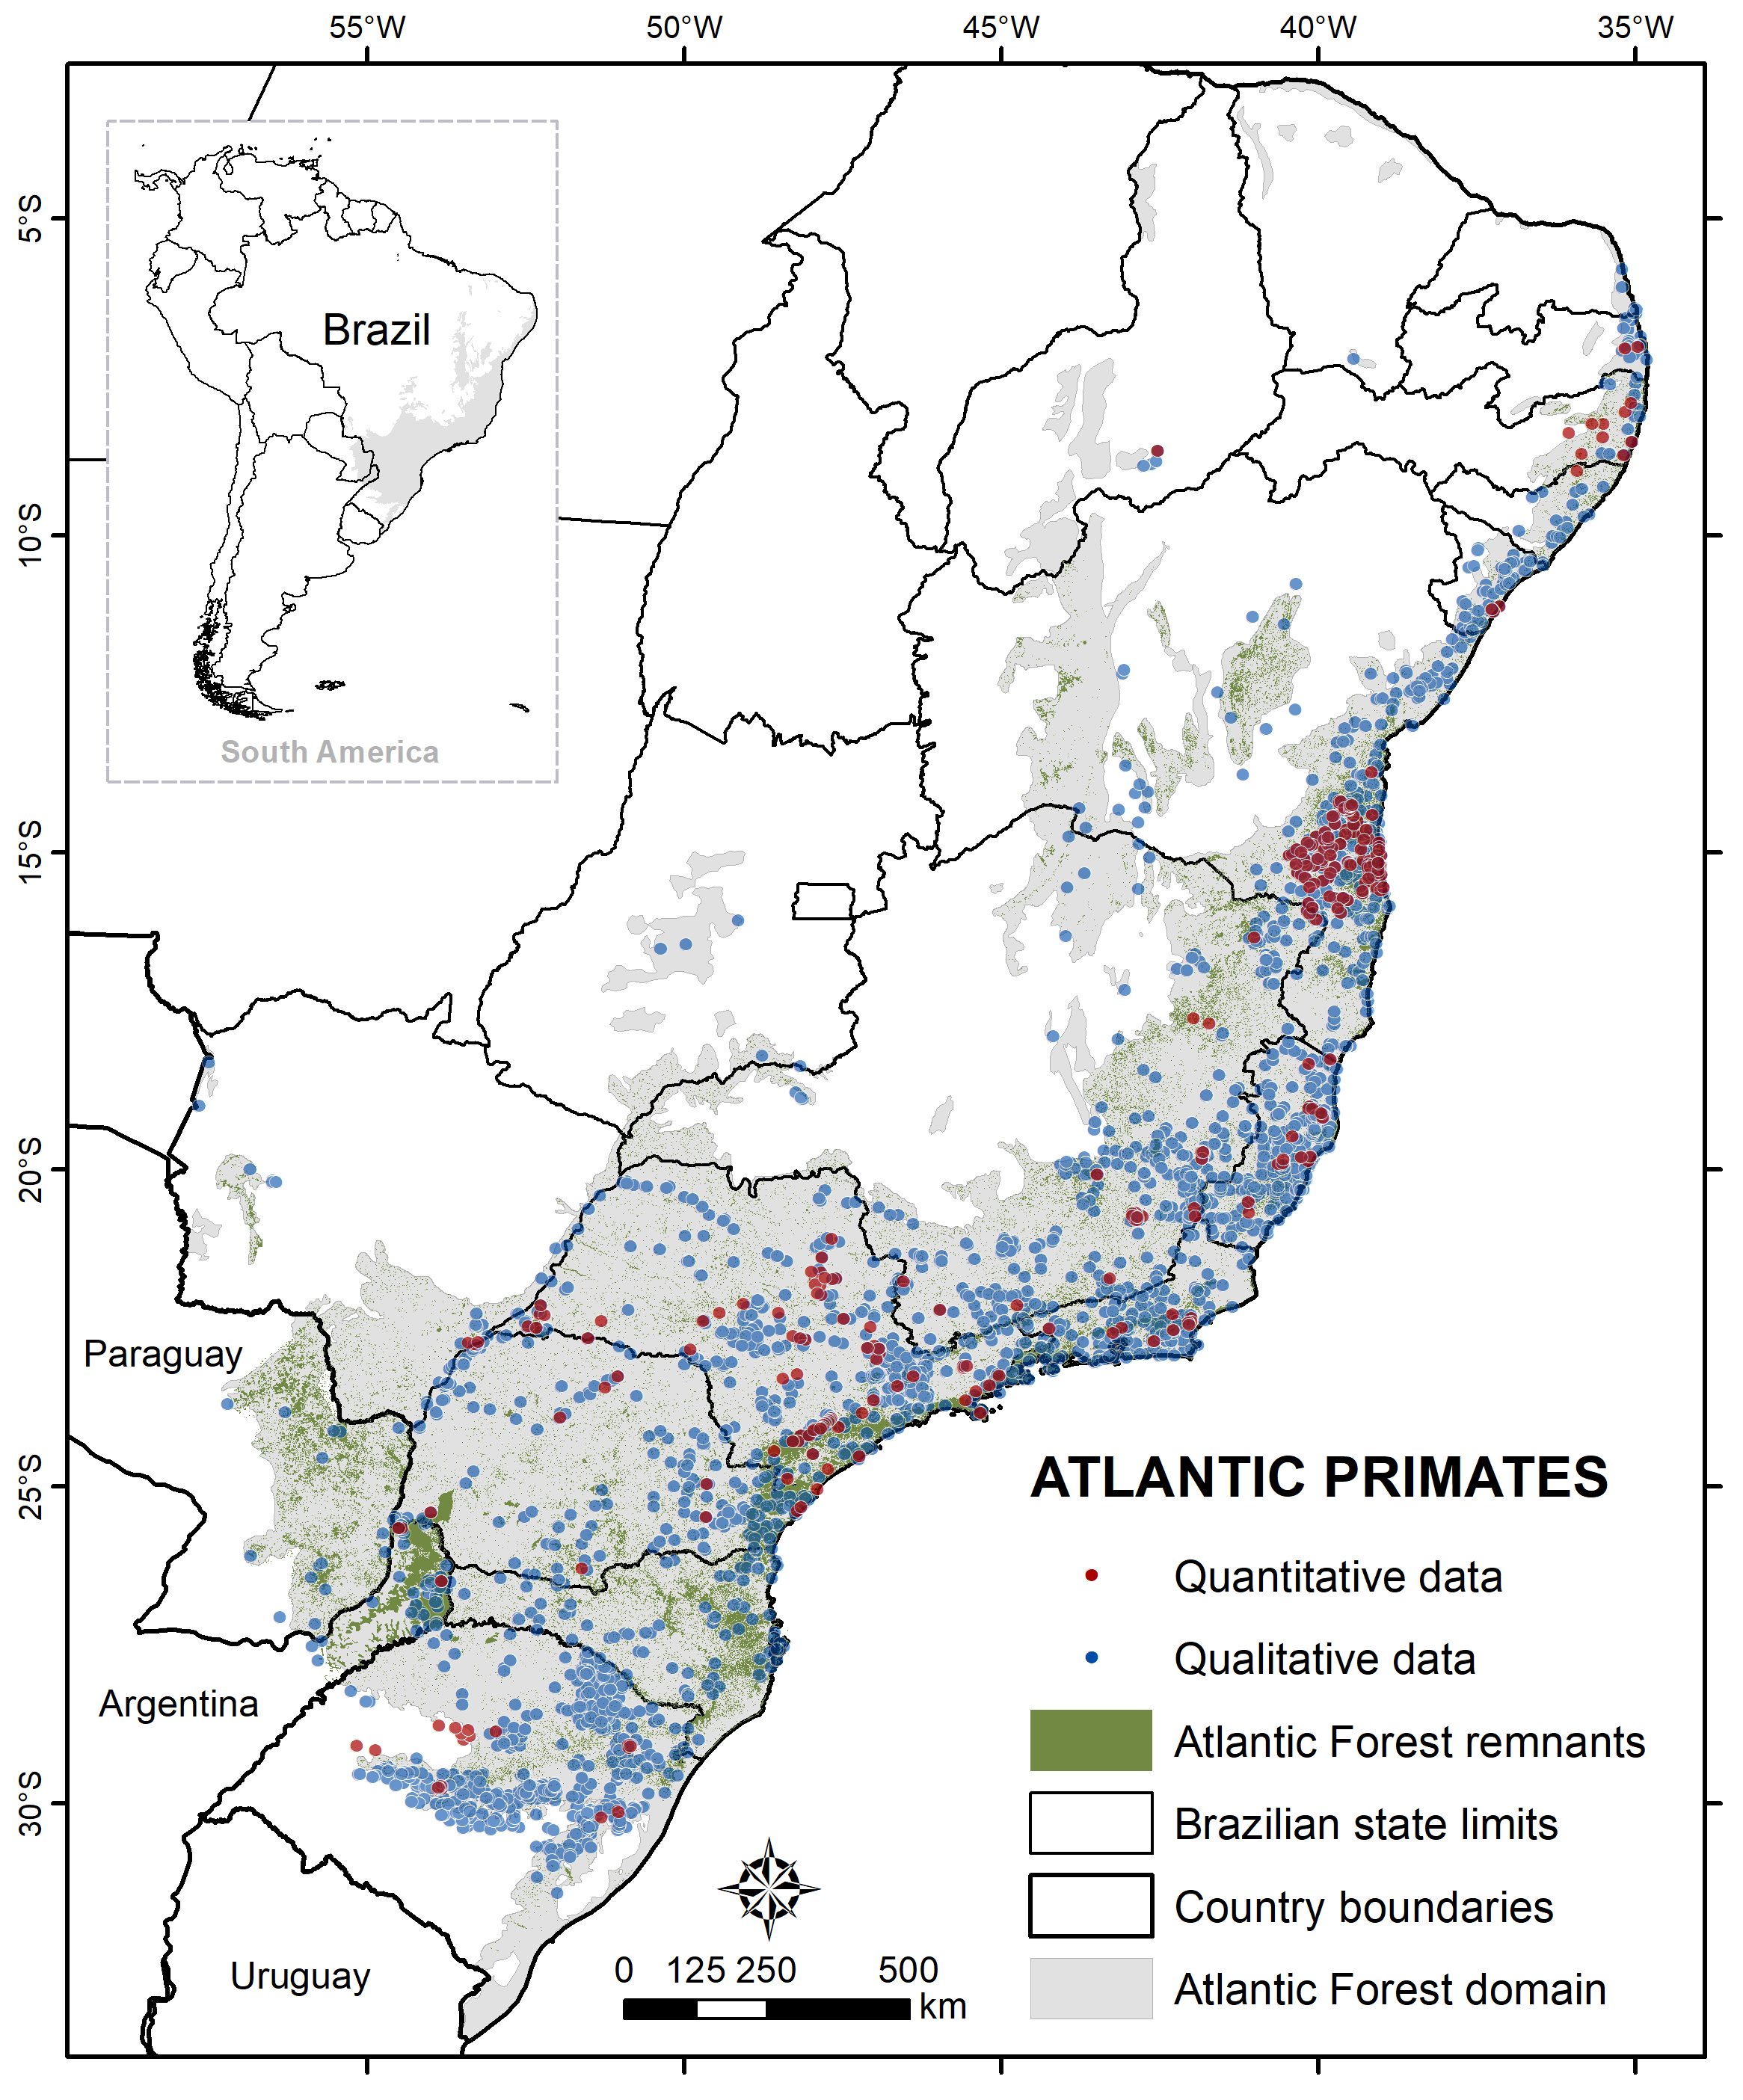 55°W 50°W 45°W 40°W 35°W
5°S
10°S
15°S
20°S
25°S
30°S
Brazil
South America
Paraguay
Argentina
Uruguay
ATLANTIC PRIMATES
Quantitative data
Qualitative data
Atlantic Forest remnants
Brazilian state limits
Country boundaries
Atlantic Forest domain
0 125 250 500
km